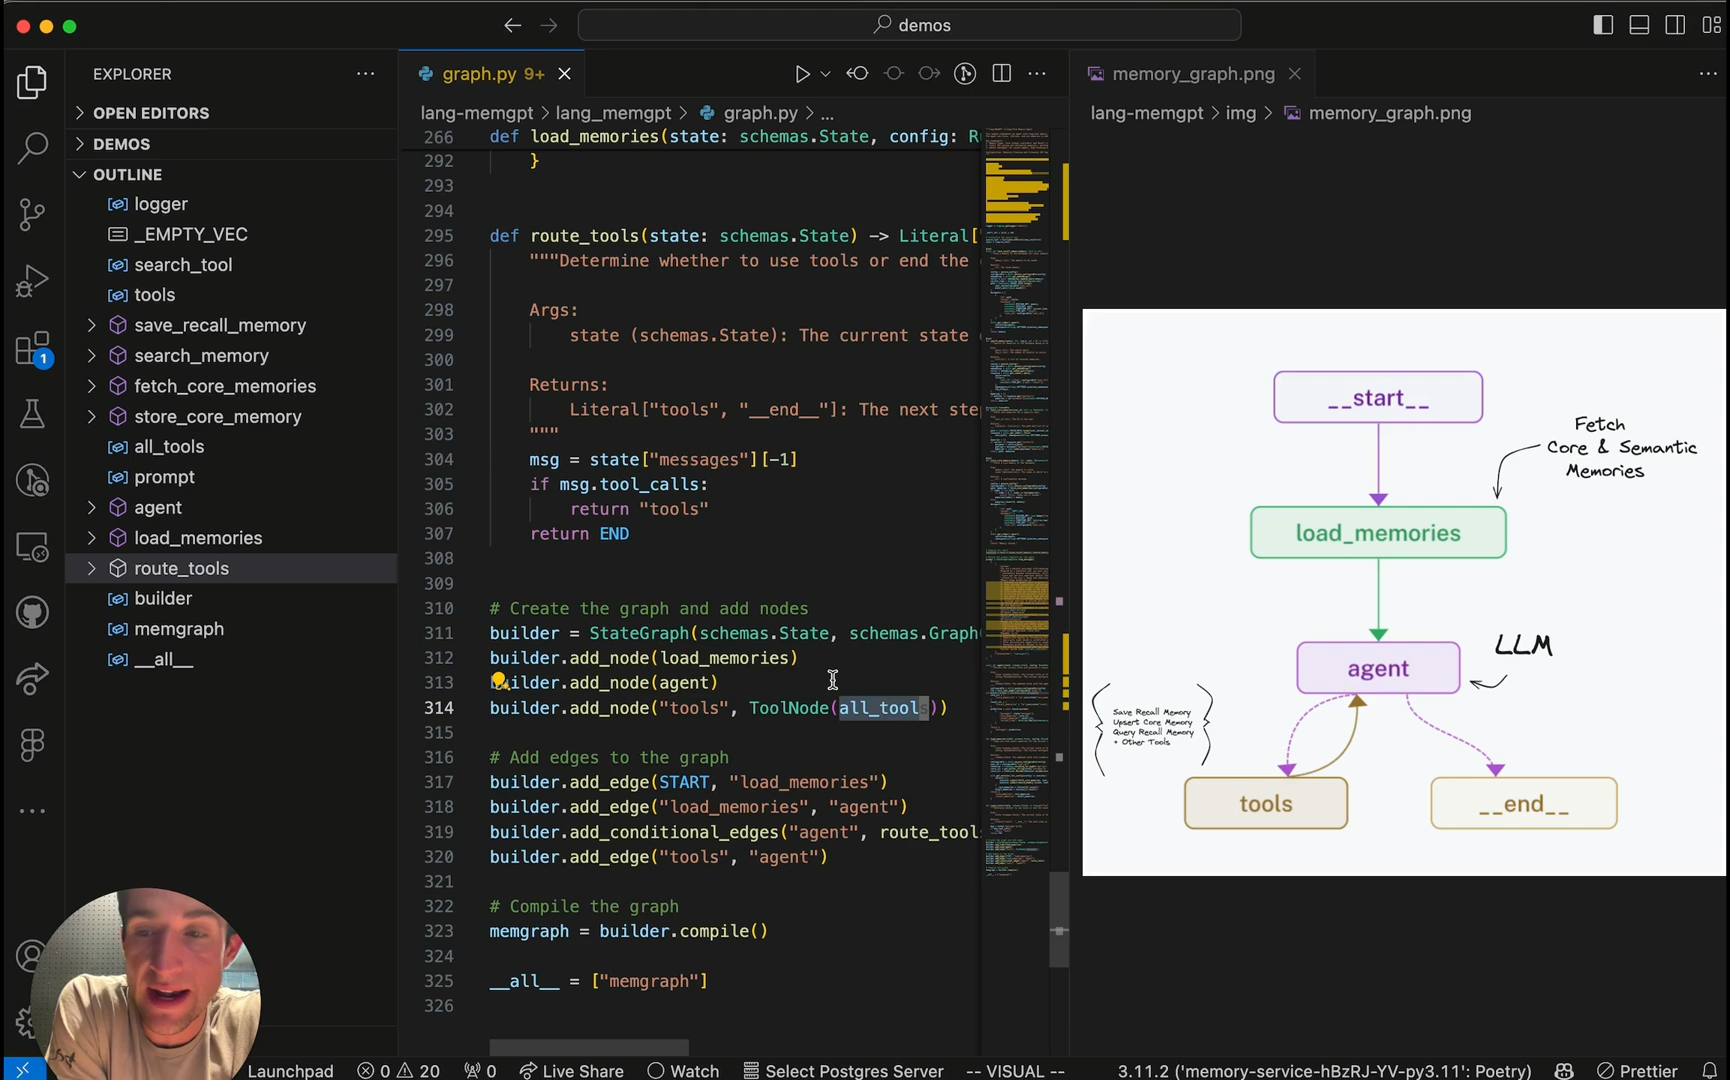 demos
EXPLORER
OPEN EDITORS
DEMOS
OUTLINE
logger
_EMPTY_VEC
search_tool
tools
save_recall_memory
search_memory
fetch_core_memories
store_core_memory
all_tools
prompt
agent
load_memories
route_tools
builder
memgraph
__all__
1
graph.py 9+
lang-memgpt > lang_memgpt > graph.py > ...
266 def load_memories(state: schemas.State, config: R
292 }
293
294
295 def route_tools(state: schemas.State) -> Literal[
296 """Determine whether to use tools or end the
297
298 Args:
299 state (schemas.State): The current state
300
301 Returns:
302 Literal["tools", "__end__"]: The next ste
303 """
304 msg = state["messages"][-1]
305 if msg.tool_calls:
306 return "tools"
307 return END
308
309
310 # Create the graph and add nodes
311 builder = StateGraph(schemas.State, schemas.Graph
312 builder.add_node(load_memories)
313 builder.add_node(agent)
314 builder.add_node("tools", ToolNode(all_tools))
315
316 # Add edges to the graph
317 builder.add_edge(START, "load_memories")
318 builder.add_edge("load_memories", "agent")
319 builder.add_conditional_edges("agent", route_tools
320 builder.add_edge("tools", "agent")
321
322 # Compile the graph
323 memgraph = builder.compile()
324
325 __all__ = ["memgraph"]
326
memory_graph.png
lang-memgpt > img > memory_graph.png
__start__
Fetch
Core & Semantic
Memories
load_memories
LLM
agent
Save Recall Memory
Upsert Core Memory
Query Recall Memory
+ Other Tools
tools
__end__
Launchpad 0 20 0 Live Share Watch Select Postgres Server -- VISUAL -- 3.11.2 ('memory-service-hBzRJ-YV-py3.11': Poetry) Prettier